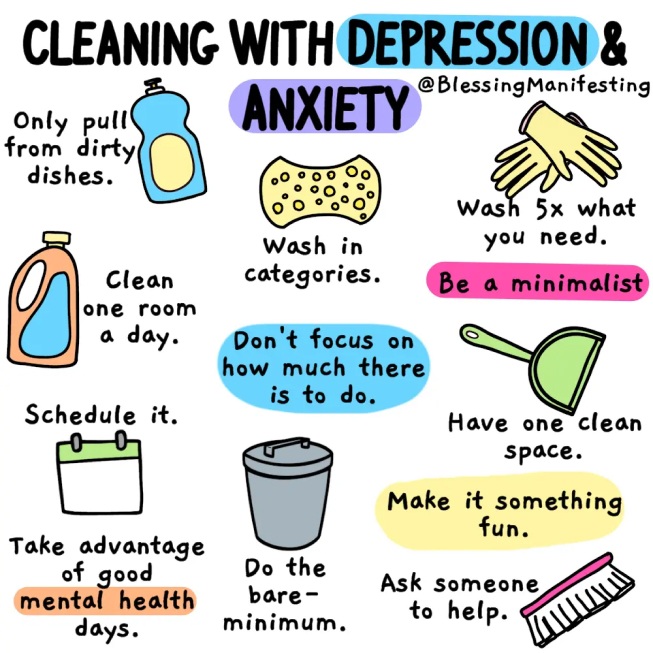 CLEANING WITH DEPRESSION &
ANXIETY
@BlessingManifesting
Only pull
from dirty
dishes.
Wash in
categories.
Wash 5x what
you need.
Be a minimalist
Clean
one room
a day.
Don't focus on
how much there
is to do.
Have one clean
space.
Schedule it.
Make it something
fun.
Take advantage
of good
mental health
days.
Do the
bare-
minimum.
Ask someone
to help.